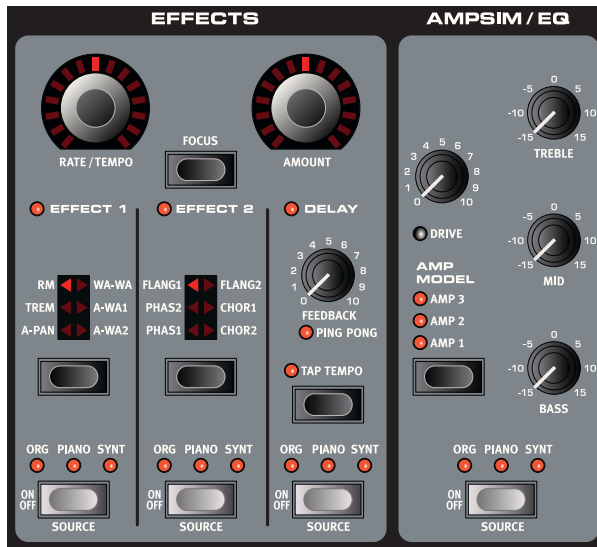 EFFECTS
RATE/TEMPO
FOCUS
AMOUNT
EFFECT 1
EFFECT 2
DELAY
RM WA-WA
TREM A-WA1
A-PAN A-WA2
FLANG1 FLANG2
PHAS2 CHOR1
PHAS1 CHOR2
0 1 2 3 4 5 6 7 8 9 10
FEEDBACK
PING PONG
TAP TEMPO
ORG PIANO SYNT
ON
OFF
SOURCE
ORG PIANO SYNT
ON
OFF
SOURCE
ORG PIANO SYNT
ON
OFF
SOURCE
AMPSIM/EQ
0 1 2 3 4 5 6 7 8 9 10
DRIVE
AMP
MODEL
AMP 3
AMP 2
AMP 1
-15 -10 -5 0 5 10 15
TREBLE
-15 -10 -5 0 5 10 15
MID
-15 -10 -5 0 5 10 15
BASS
ORG PIANO SYNT
ON
OFF
SOURCE